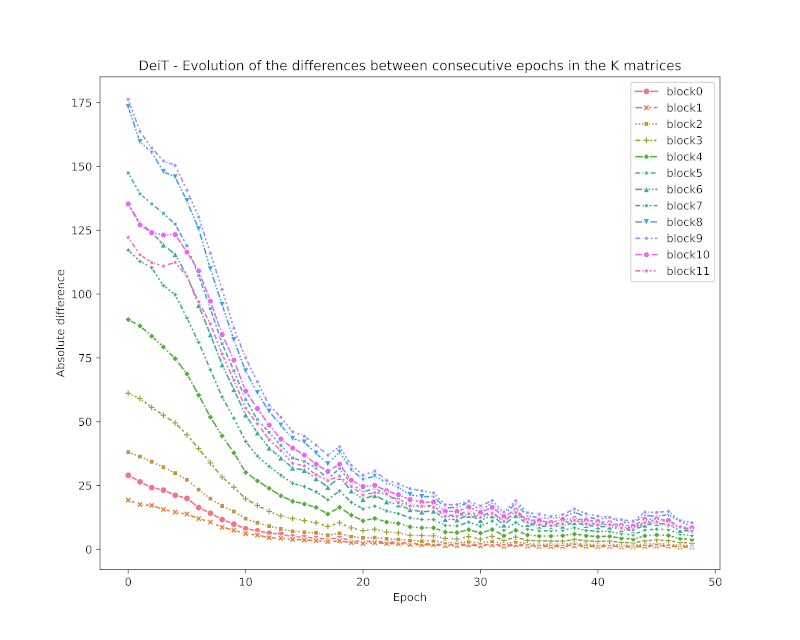 DeiT - Evolution of the differences between consecutive epochs in the K matrices
block0
block1
block2
block3
block4
block5
block6
block7
block8
block9
block10
block11
175
150
125
100
75
50
25
0
Absolute difference
0 10 20 30 40 50
Epoch